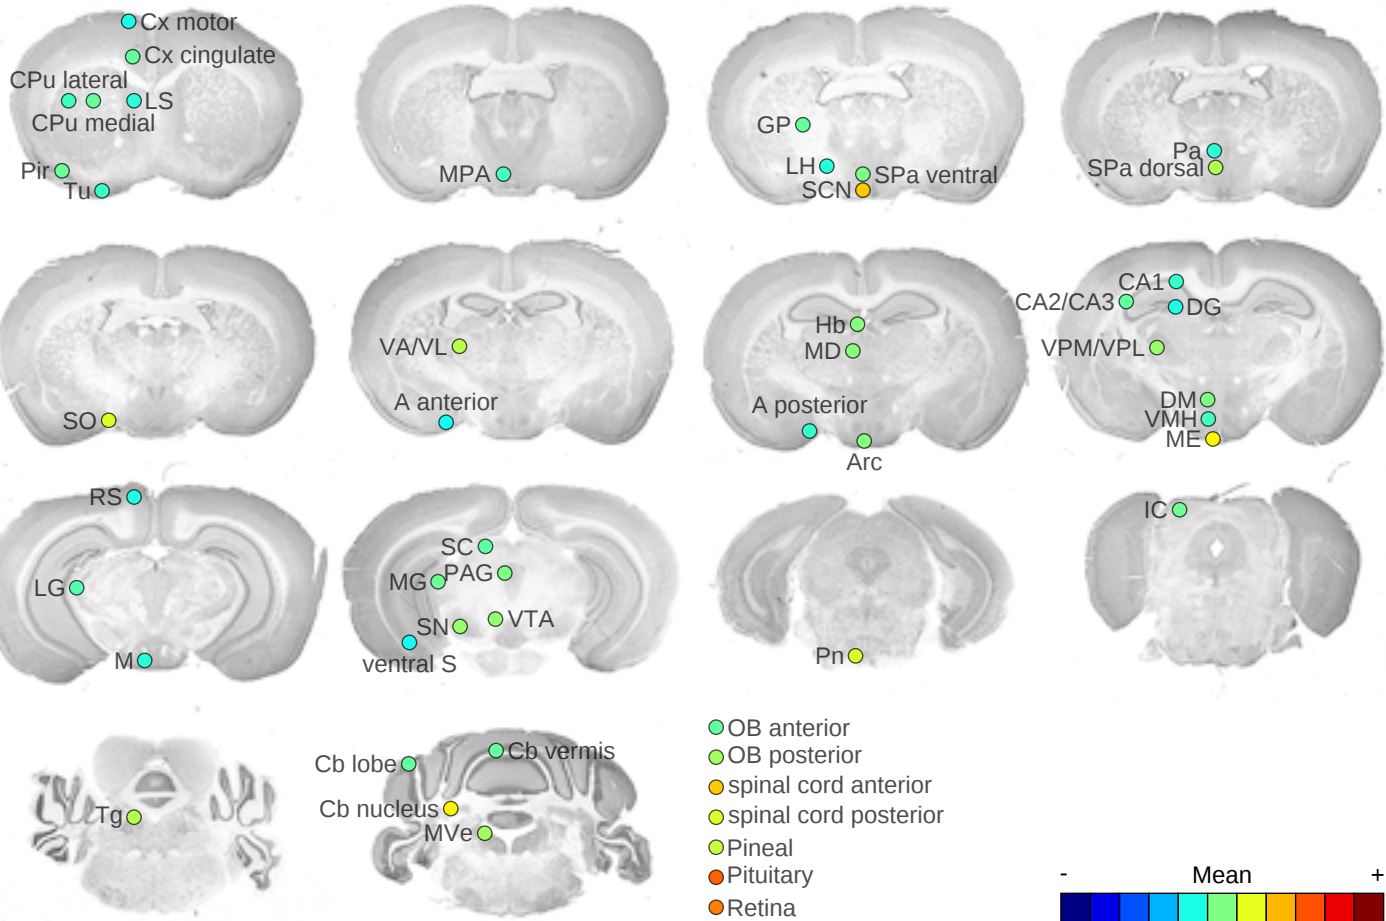 Cx motor
Cx cingulate
CPu lateral
LS
CPu medial
Pir
Tu
MPA
GP
LH
SPa ventral
SCN
Pa
SPa dorsal
SO
VA/VL
A anterior
Hb
MD
A posterior
Arc
CA1
CA2/CA3
DG
VPM/VPL
DM
VMH
ME
RS
LG
M
SC
MG
PAG
SN
VTA
ventral S
Pn
IC
Tg
Cb lobe
Cb vermis
Cb nucleus
MVe
OB anterior
OB posterior
spinal cord anterior
spinal cord posterior
Pineal
Pituitary
Retina
- Mean +